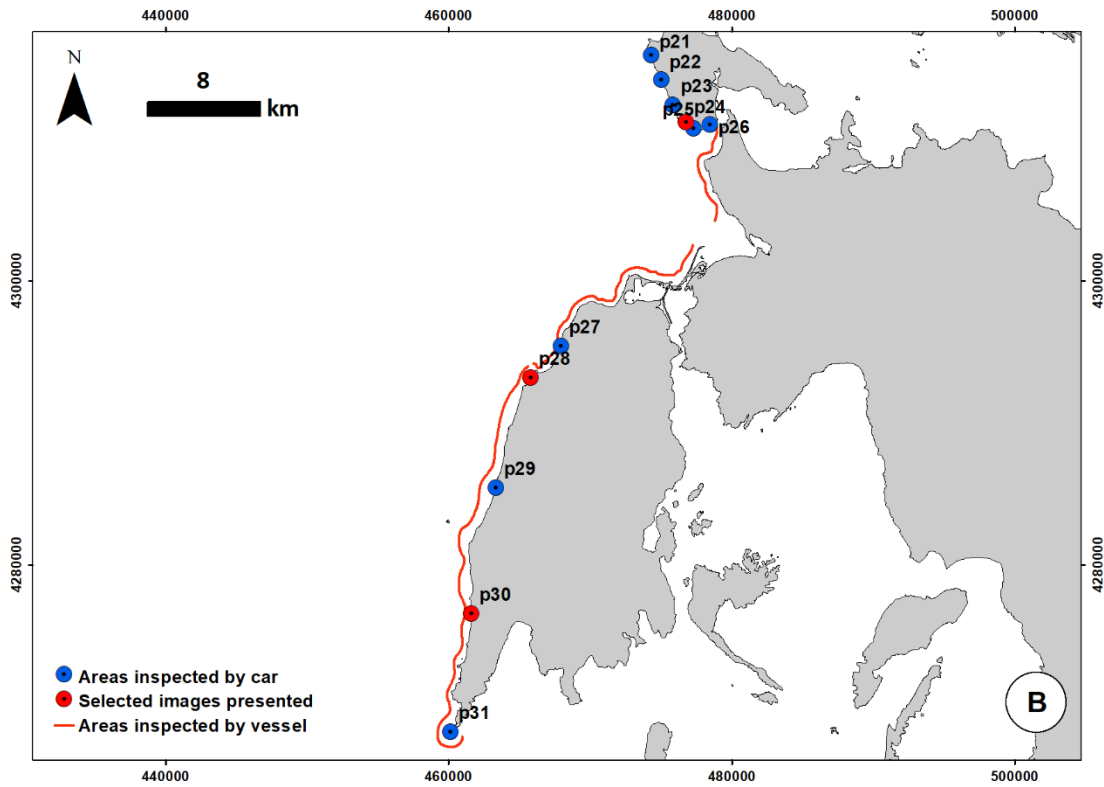 440000 460000 480000 500000
N
8
km
p21
p22
p23
p25 p24
p26
4300000 4300000
p27
p28
p29
4280000 4280000
p30
Areas inspected by car
Selected images presented
Areas inspected by vessel
p31
B
440000 460000 480000 500000